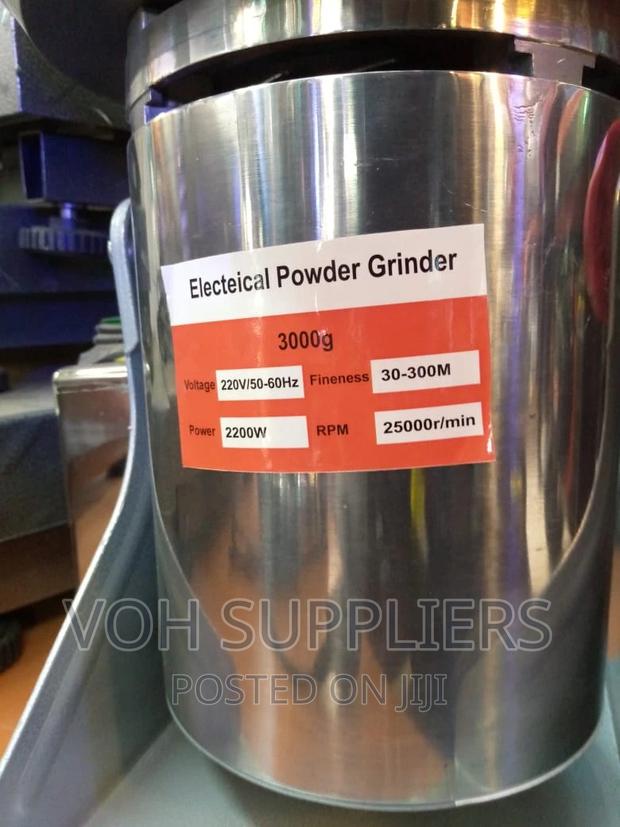 Electeical Powder Grinder
3000g
Voltage 220V/50-60Hz Fineness 30-300M
Power 2200W RPM 25000r/min
VOH SUPPLIERS
POSTED ON JIJI